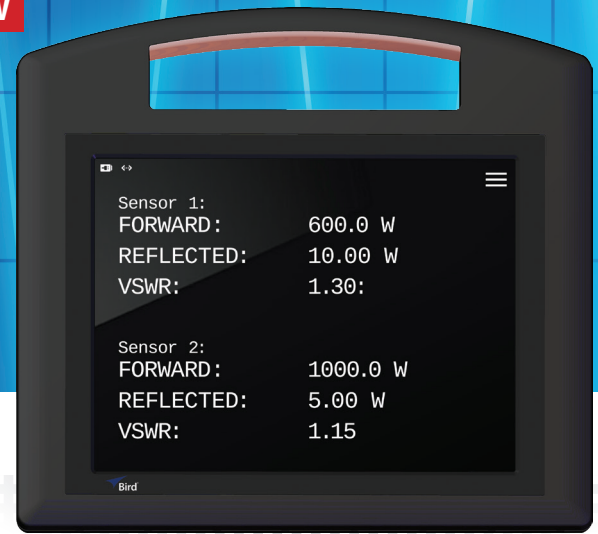 Sensor 1:
FORWARD: 600.0 W
REFLECTED: 10.00 W
VSWR: 1.30:
Sensor 2:
FORWARD: 1000.0 W
REFLECTED: 5.00 W
VSWR: 1.15
Bird